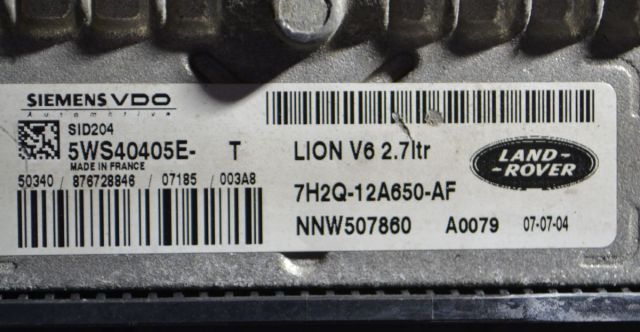 SIEMENS VDO
Automotive
SID204
5WS40405E- T
MADE IN FRANCE
50340 / 876728846 / 07185 / 003A8
LION V6 2.7ltr
7H2Q-12A650-AF
NNW507860 A0079 07-07-04
LAND-
-ROVER